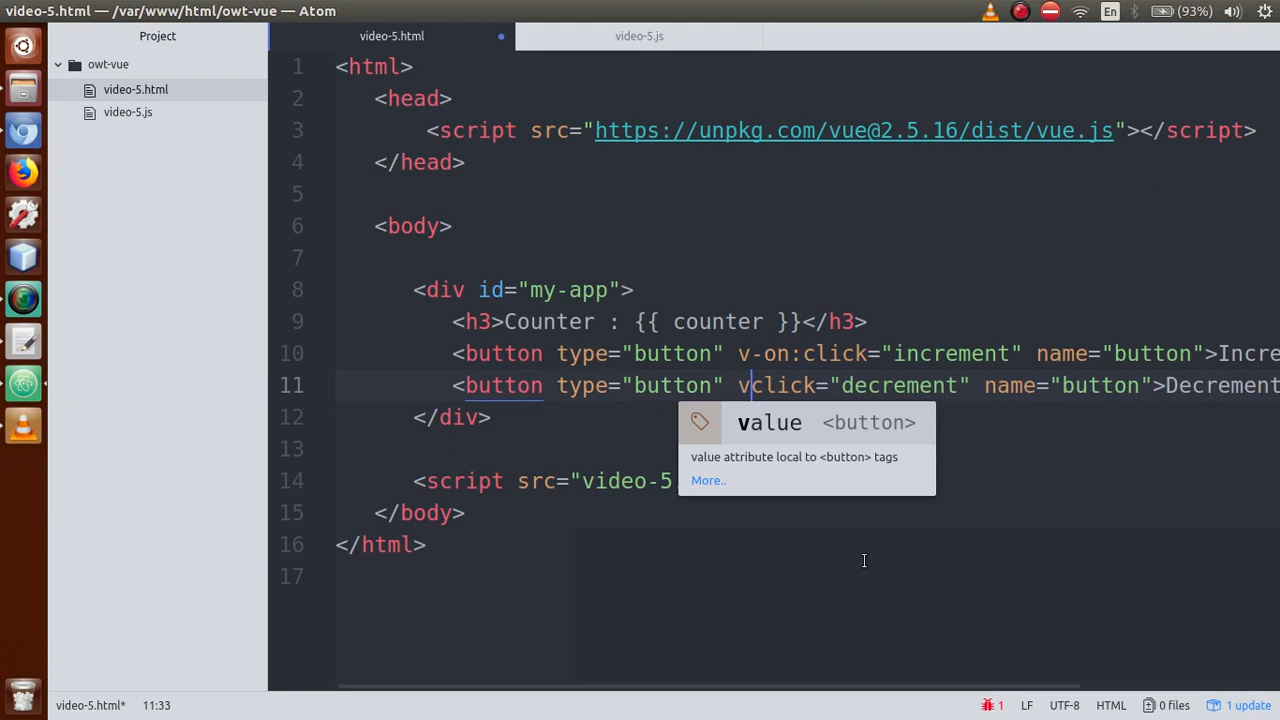 video-5.html — /var/www/html/owt-vue — Atom
En
(93%)
Project
video-5.html
video-5.js
owt-vue
video-5.html
video-5.js
1 <html>
2 <head>
3 <script src="https://unpkg.com/vue@2.5.16/dist/vue.js"></script>
4 </head>
5
6 <body>
7
8 <div id="my-app">
9 <h3>Counter : {{ counter }}</h3>
10 <button type="button" v-on:click="increment" name="button">Incre
11 <button type="button" vclick="decrement" name="button">Decrement
12 </div>
value <button>
13
value attribute local to <button> tags
14 <script src="video-5
More..
15 </body>
16 </html>
17
video-5.html* 11:33
1 LF UTF-8 HTML 0 files 1 update